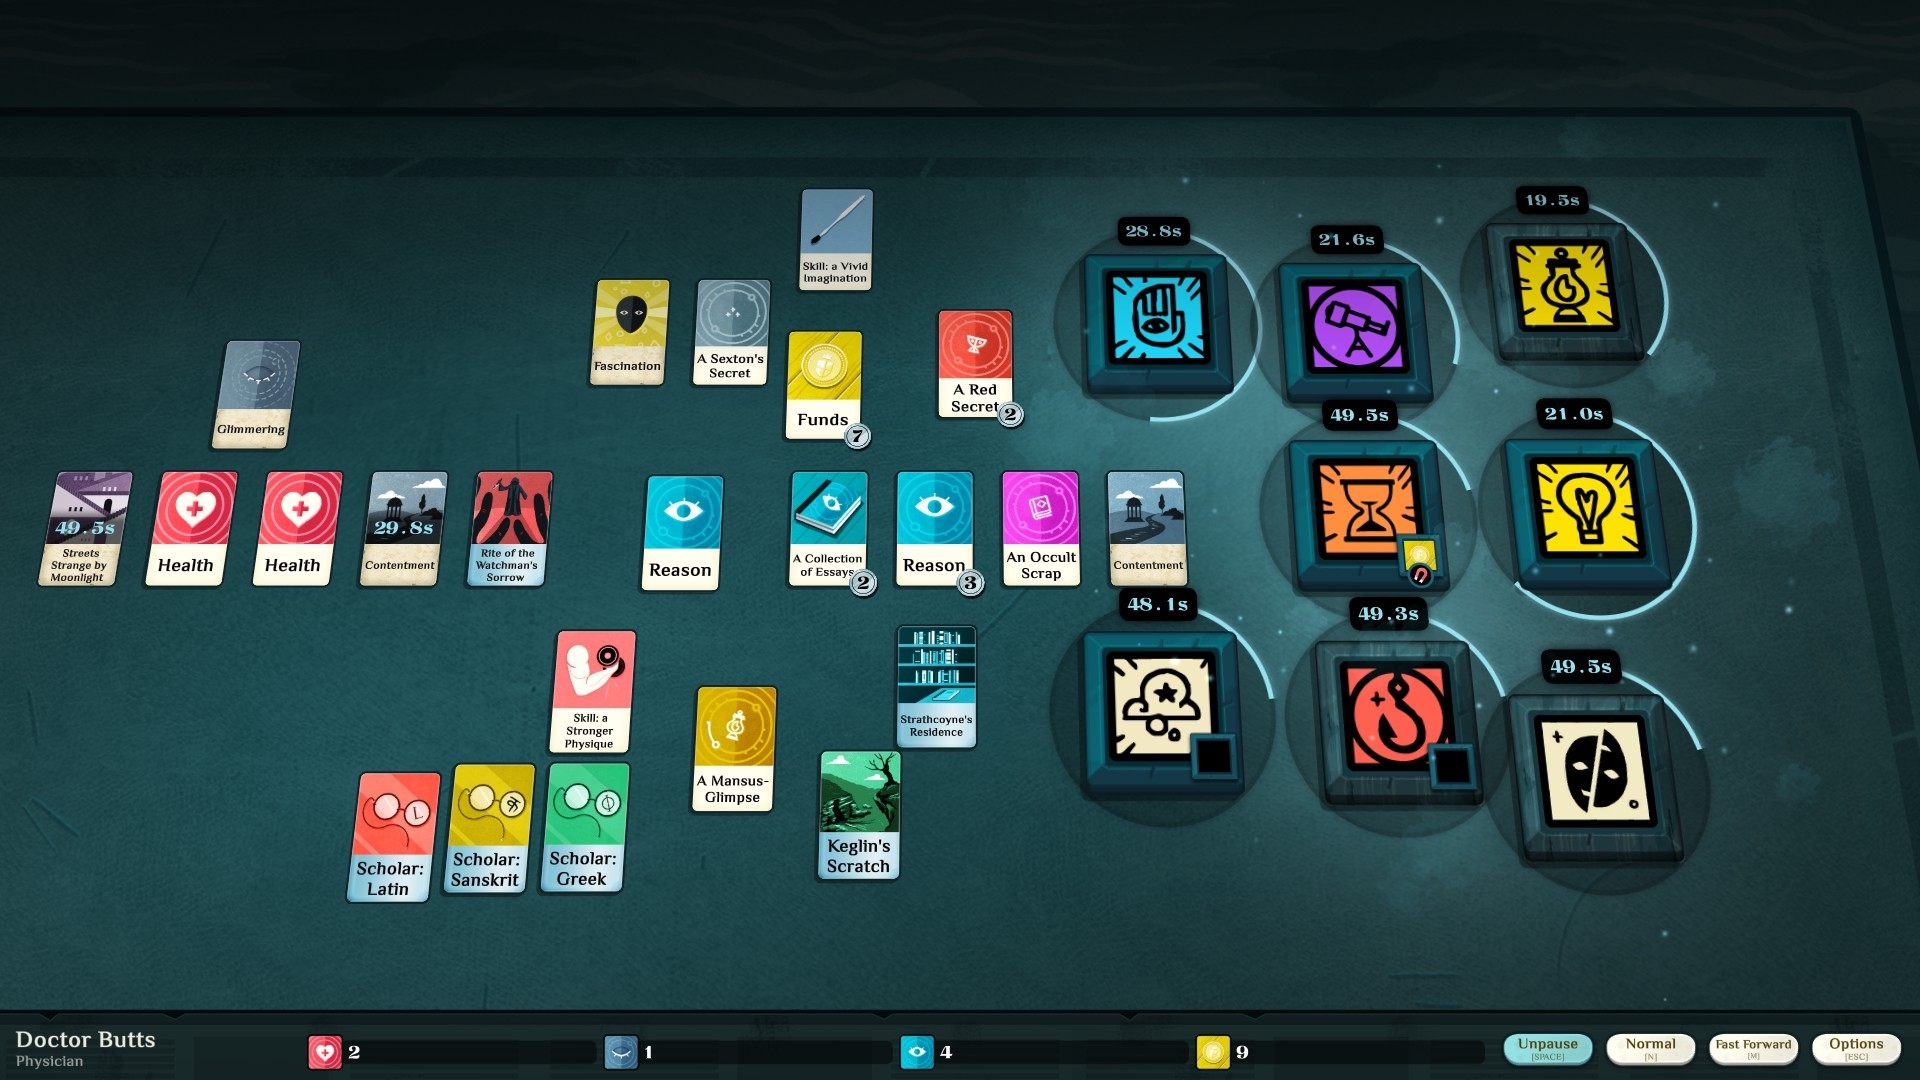 19.5s
28.8s
21.6s
Skill: a Vivid
Imagination
Fascination
A Sexton's
Secret
Funds
7
A Red
Secret
2
Glimmering
49.5s
21.0s
49.5s
Streets
Strange by
Moonlight
Health
Health
29.8s
Contentment
Rite of the
Watchman's
Sorrow
Reason
A Collection
of Essays
2
Reason
3
An Occult
Scrap
Contentment
48.1s
49.3s
49.5s
Skill: a
Stronger
Physique
Strathcoyne's
Residence
A Mansus-
Glimpse
Keglin's
Scratch
L
Scholar:
Latin
Scholar:
Sanskrit
Scholar:
Greek
Doctor Butts
Physician
2
1
4
9
Unpause
[SPACE]
Normal
[N]
Fast Forward
[M]
Options
[ESC]